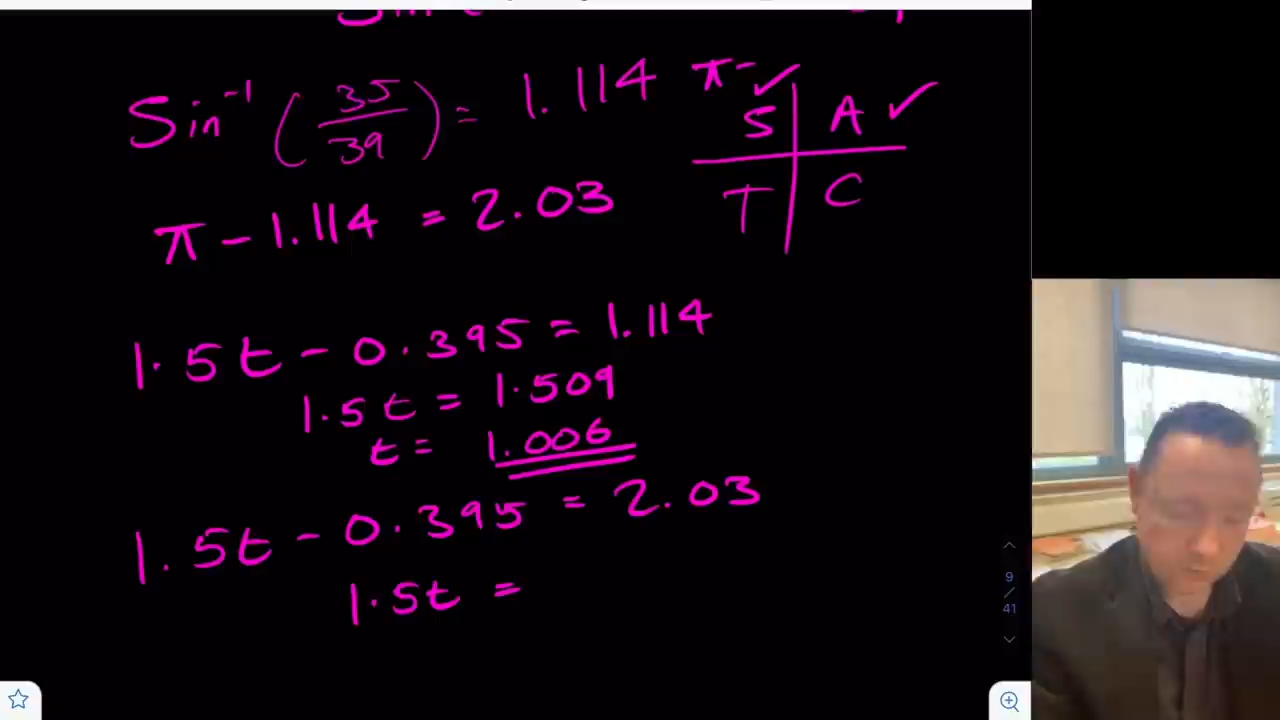 Sin⁻¹ (35/39) = 1.114
π - ✓ S A ✓
T C
π - 1.114 = 2.03
1.5t - 0.395 = 1.114
1.5t = 1.509
t = 1.006
1.5t - 0.395 = 2.03
1.5t =
9
/
41